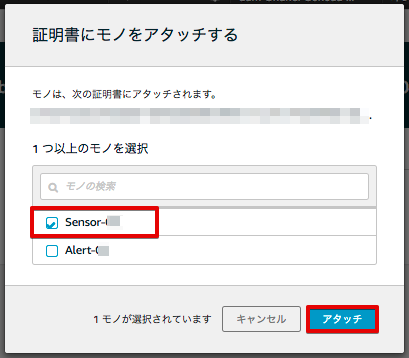 証明書にモノをアタッチする
モノは、次の証明書にアタッチされます。
1 つ以上のモノを選択
モノの検索
Sensor-
Alert-
1 モノが選択されています
キャンセル
アタッチ